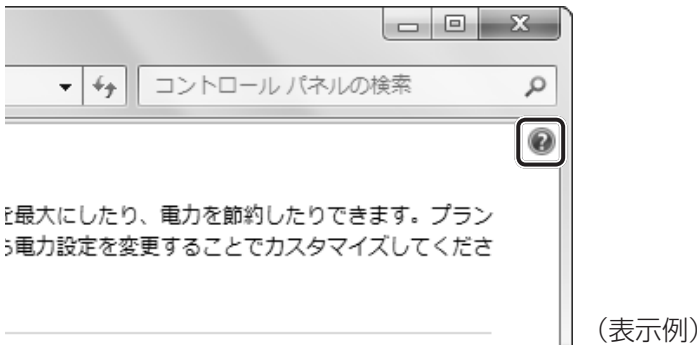 コントロール パネルの検索
を最大にしたり、電力を節約したりできます。プラン
ら電力設定を変更することでカスタマイズしてくださ
（表示例）